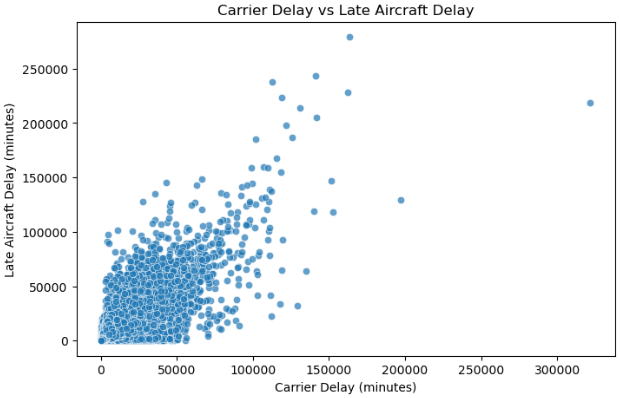 Carrier Delay vs Late Aircraft Delay
Late Aircraft Delay (minutes)
250000
200000
150000
100000
50000
0
0 50000 100000 150000 200000 250000 300000
Carrier Delay (minutes)